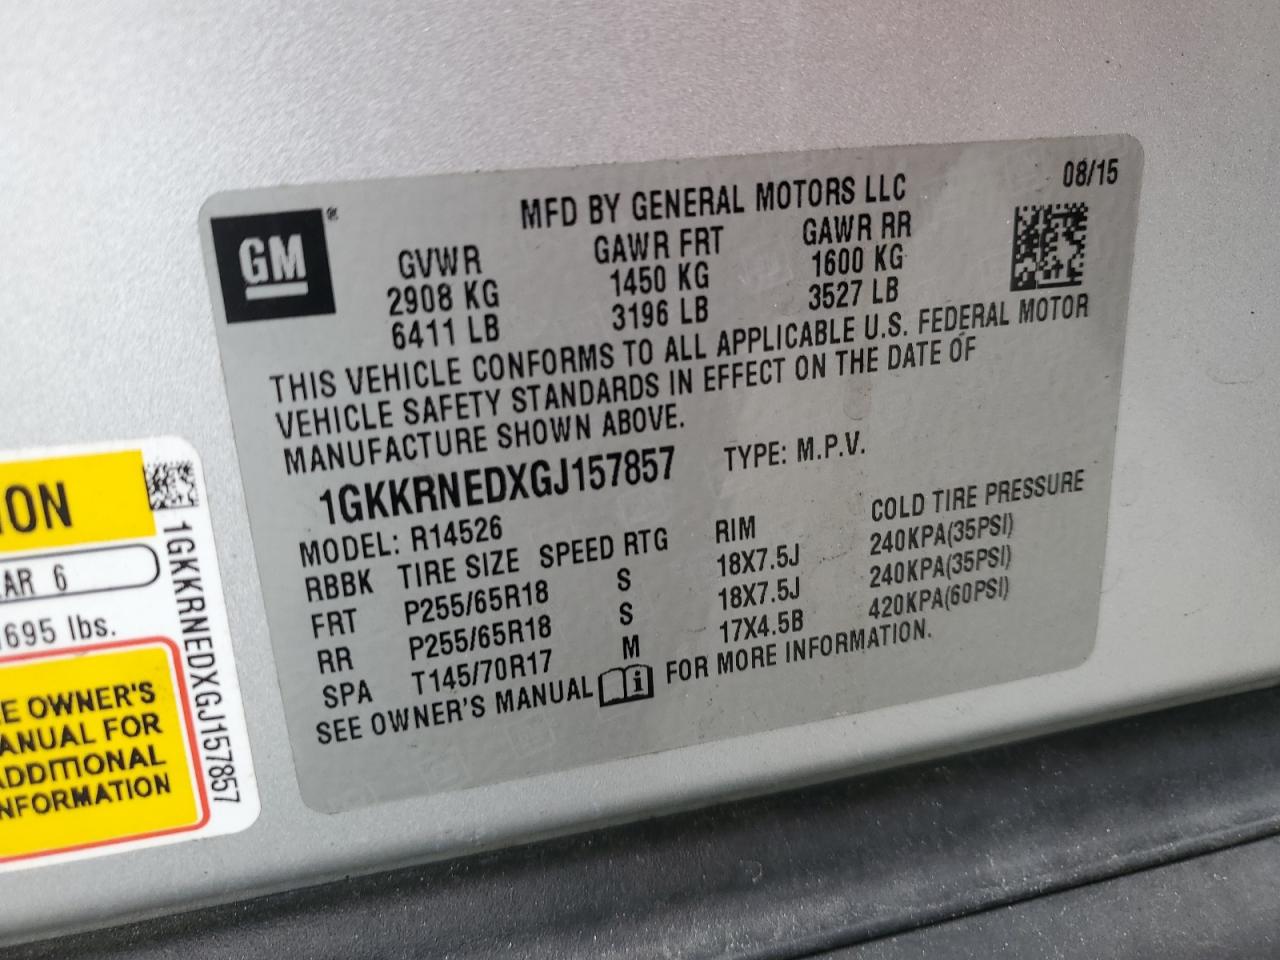 GM
MFD BY GENERAL MOTORS LLC 08/15
GVWR GAWR FRT GAWR RR
2908 KG 1450 KG 1600 KG
6411 LB 3196 LB 3527 LB
THIS VEHICLE CONFORMS TO ALL APPLICABLE U.S. FEDERAL MOTOR
VEHICLE SAFETY STANDARDS IN EFFECT ON THE DATE OF
MANUFACTURE SHOWN ABOVE.
1GKKRNEDXGJ157857 TYPE: M.P.V.
MODEL: R14526
RBBK TIRE SIZE SPEED RTG RIM COLD TIRE PRESSURE
FRT P255/65R18 S 18X7.5J 240KPA(35PSI)
RR P255/65R18 S 18X7.5J 240KPA(35PSI)
SPA T145/70R17 M 17X4.5B 420KPA(60PSI)
SEE OWNER'S MANUAL FOR MORE INFORMATION.
ION
AR 6
695 lbs.
E OWNER'S
ANUAL FOR
ADDITIONAL
NFORMATION
1GKKRNEDXGJ157857